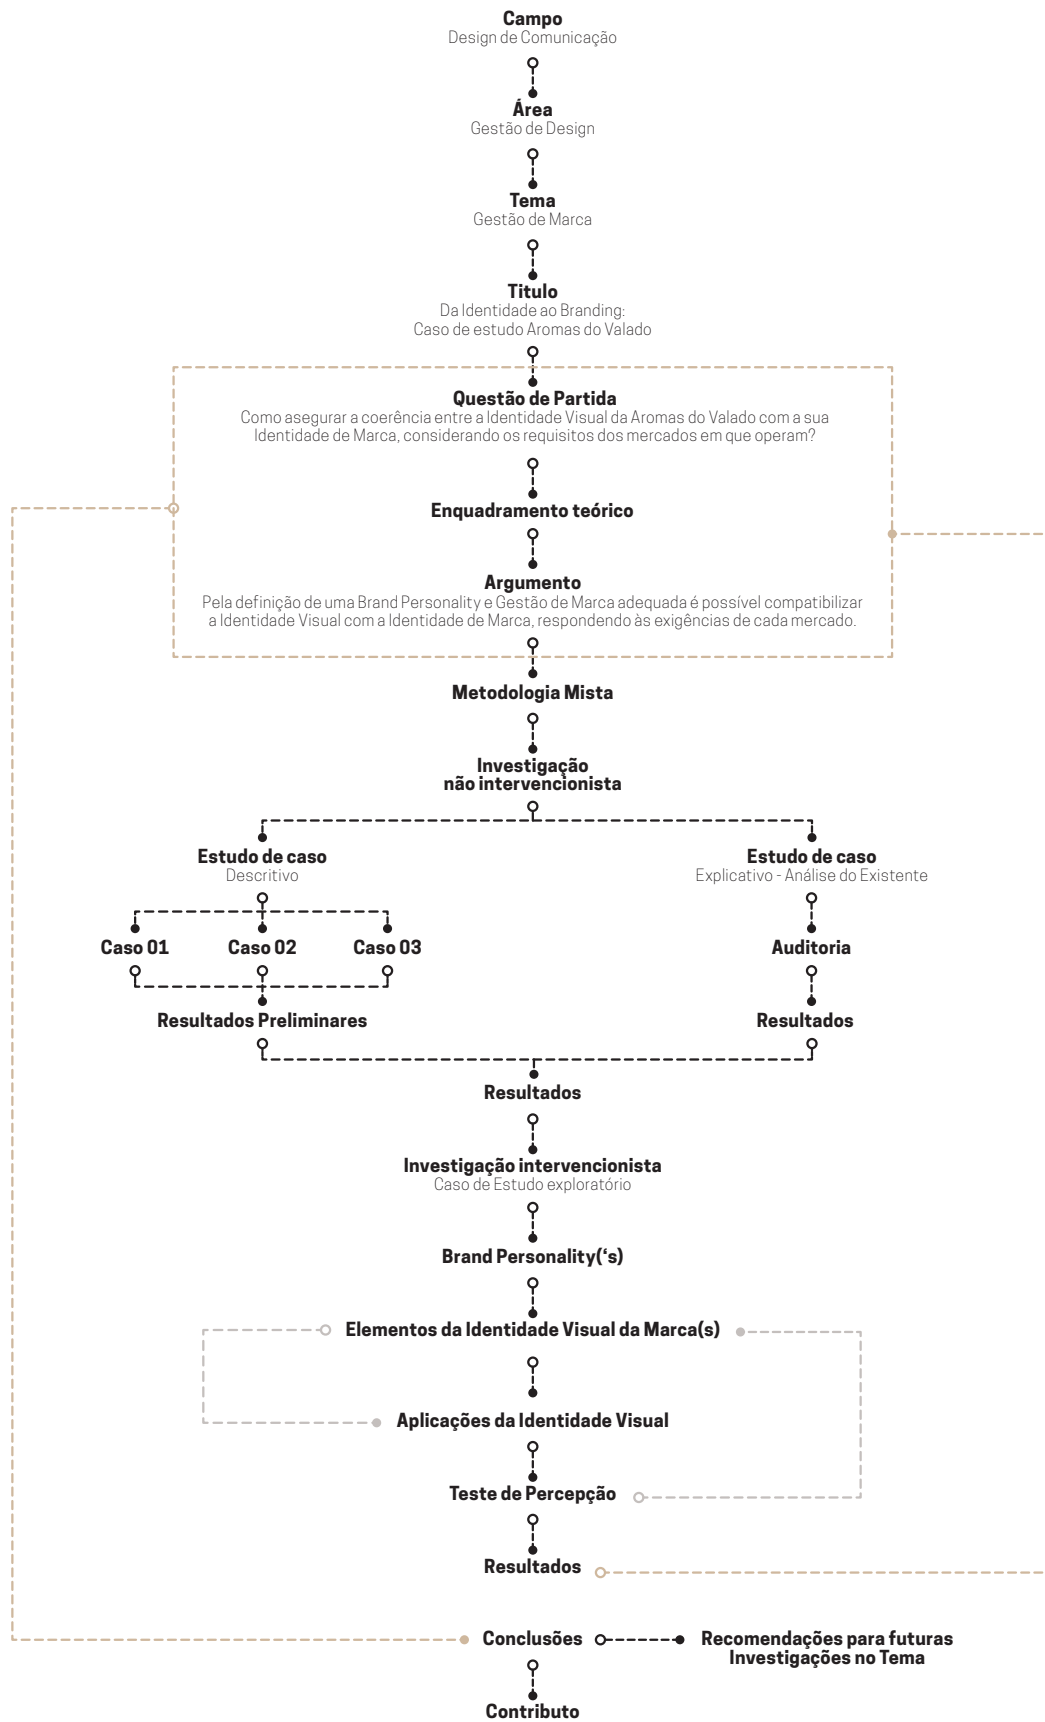 Campo
Design de Comunicação
Área
Gestão de Design
Tema
Gestão de Marca
Titulo
Da Identidade ao Branding:
Caso de estudo Aromas do Valado
Questão de Partida
Como asegurar a coerência entre a Identidade Visual da Aromas do Valado com a sua
Identidade de Marca, considerando os requisitos dos mercados em que operam?
Enquadramento teórico
Argumento
Pela definição de uma Brand Personality e Gestão de Marca adequada é possível compatibilizar
a Identidade Visual com a Identidade de Marca, respondendo às exigências de cada mercado.
Metodologia Mista
Investigação
não intervencionista
Estudo de caso
Descritivo
Estudo de caso
Explicativo - Análise do Existente
Caso 01
Caso 02
Caso 03
Auditoria
Resultados Preliminares
Resultados
Resultados
Investigação intervencionista
Caso de Estudo exploratório
Brand Personality(‘s)
Elementos da Identidade Visual da Marca(s)
Aplicações da Identidade Visual
Teste de Percepção
Resultados
Conclusões
Recomendações para futuras
Investigações no Tema
Contributo